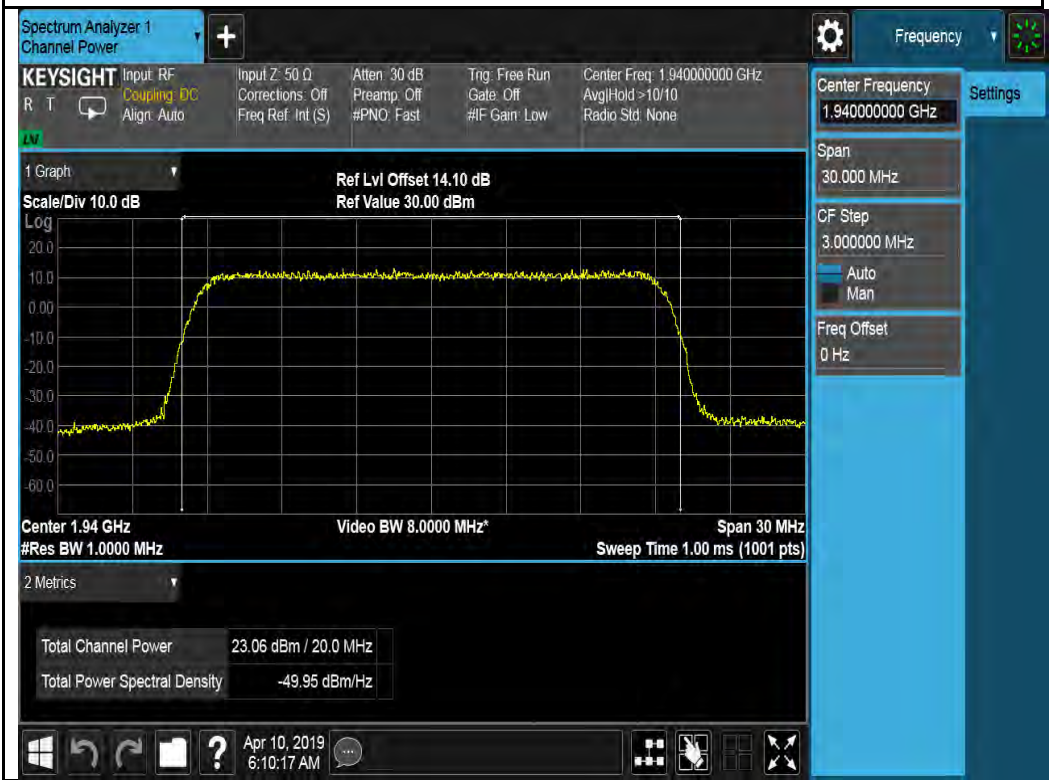 Spectrum Analyzer 1
Channel Power
+
Frequency
KEYSIGHT
R T
LVI
Input: RF
Coupling: DC
Align: Auto
Input Z: 50 Ω
Corrections: Off
Freq Ref: Int (S)
Atten: 30 dB
Preamp: Off
#PNO: Fast
Trig: Free Run
Gate: Off
#IF Gain: Low
Center Freq: 1.940000000 GHz
Avg|Hold >10/10
Radio Std: None
Center Frequency
1.940000000 GHz
Settings
Span
30.000 MHz
CF Step
3.000000 MHz
Auto
Man
Freq Offset
0 Hz
1 Graph
Ref Lvl Offset 14.10 dB
Scale/Div 10.0 dB
Ref Value 30.00 dBm
Log
20.0
10.0
0.00
-10.0
-20.0
-30.0
-40.0
-50.0
-60.0
Center 1.94 GHz
Video BW 8.0000 MHz*
Span 30 MHz
#Res BW 1.0000 MHz
Sweep Time 1.00 ms (1001 pts)
2 Metrics
Total Channel Power 23.06 dBm / 20.0 MHz
Total Power Spectral Density -49.95 dBm/Hz
?
Apr 10, 2019
6:10:17 AM